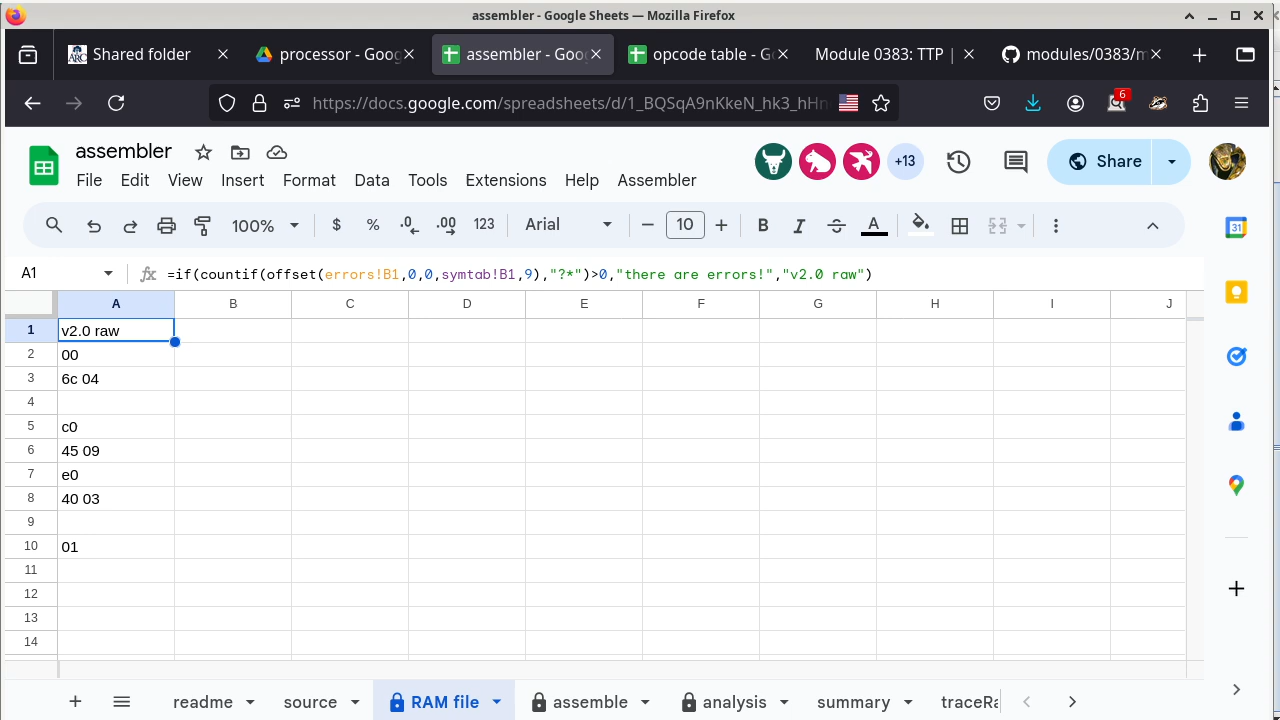 assembler - Google Sheets — Mozilla Firefox
Shared folder
processor - Goog
assembler - Goo
opcode table - G
Module 0383: TTP |
modules/0383/m
https://docs.google.com/spreadsheets/d/1_BQSqA9nKkeN_hk3_hHn
6
assembler
File Edit View Insert Format Data Tools Extensions Help Assembler
+13
Share
100%
$ % .0 .00 123
Arial
10
B I A
31
A1
=if(countif(offset(errors!B1,0,0,symtab!B1,9),"?*")>0,"there are errors!","v2.0 raw")
A B C D E F G H I J
1 v2.0 raw
2 00
3 6c 04
4
5 c0
6 45 09
7 e0
8 40 03
9
10 01
11
12
13
14
readme source RAM file assemble analysis summary traceRa